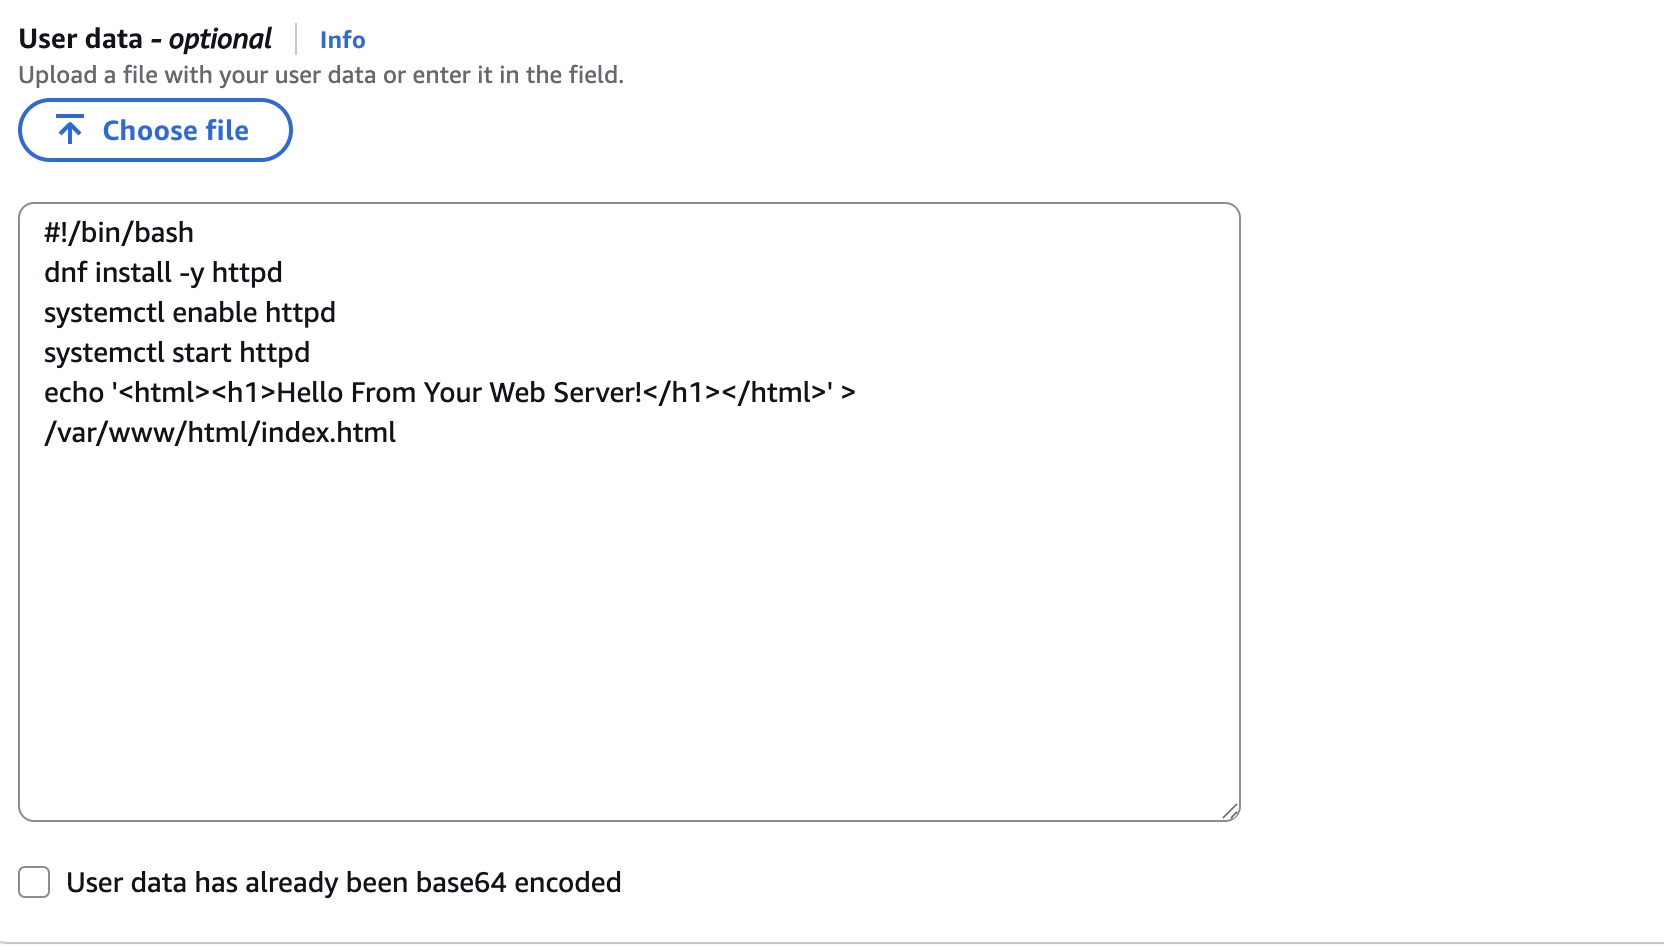 User data - optional Info
Upload a file with your user data or enter it in the field.
Choose file
#!/bin/bash
dnf install -y httpd
systemctl enable httpd
systemctl start httpd
echo '<html><h1>Hello From Your Web Server!</h1></html>' >
/var/www/html/index.html
User data has already been base64 encoded